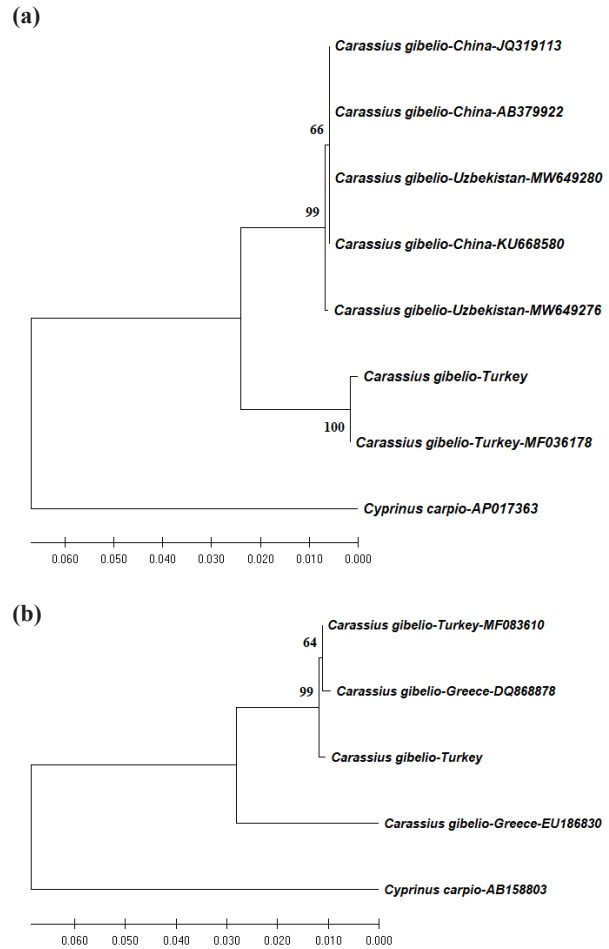 (a)
Carassius gibelio-China-JQ319113
Carassius gibelio-China-AB379922
66
Carassius gibelio-Uzbekistan-MW649280
99
Carassius gibelio-China-KU668580
Carassius gibelio-Uzbekistan-MW649276
Carassius gibelio-Turkey
100
Carassius gibelio-Turkey-MF036178
Cyprinus carpio-AP017363
0.060 0.050 0.040 0.030 0.020 0.010 0.000
(b)
Carassius gibelio-Turkey-MF083610
64
Carassius gibelio-Greece-DQ868878
99
Carassius gibelio-Turkey
Carassius gibelio-Greece-EU186830
Cyprinus carpio-AB158803
0.060 0.050 0.040 0.030 0.020 0.010 0.000